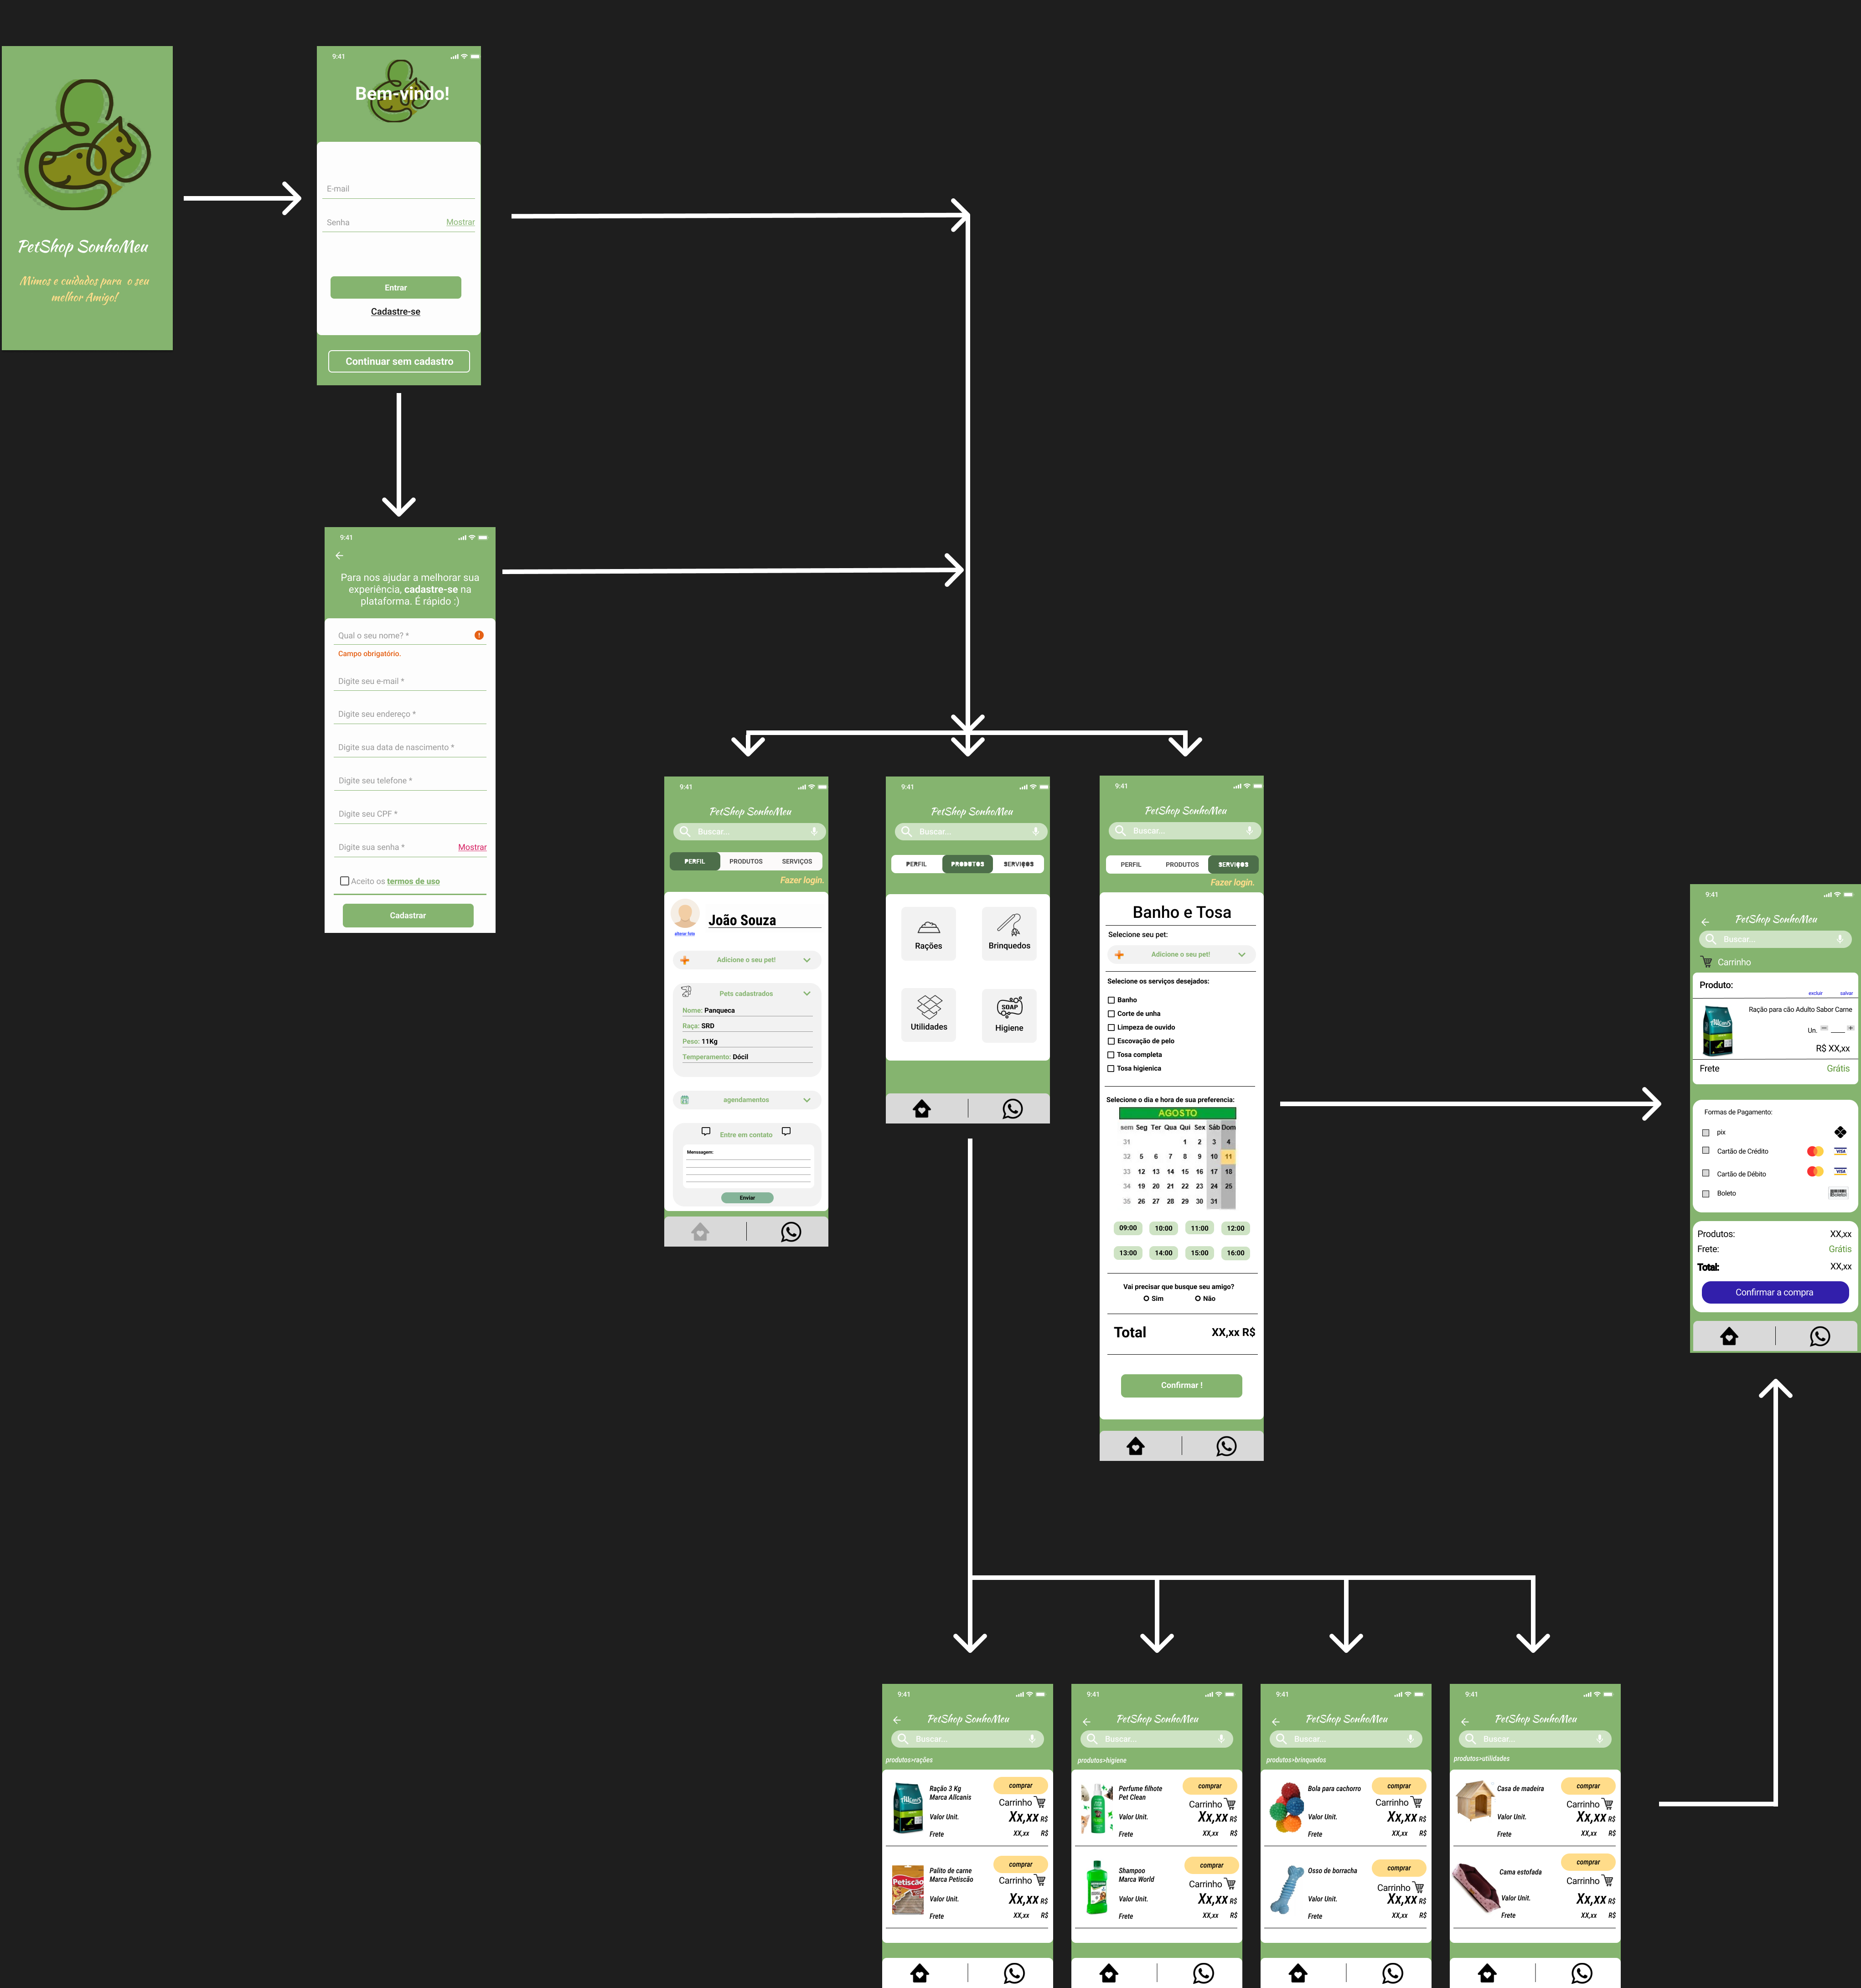 PetShop SonhoMeu
Mimos e cuidados para o seu
melhor Amigo!
9:41
Bem-vindo!
E-mail
Senha
Mostrar
Entrar
Cadastre-se
Continuar sem cadastro
9:41
Para nos ajudar a melhorar sua
experiência, cadastre-se na
plataforma. É rápido :)
Qual o seu nome? *
Campo obrigatório.
Digite seu e-mail *
Digite seu endereço *
Digite sua data de nascimento *
Digite seu telefone *
Digite seu CPF *
Digite sua senha *
Mostrar
Aceito os termos de uso
Cadastrar
9:41
PetShop SonhoMeu
Buscar...
PERFIL PRODUTOS SERVIÇOS
Fazer login.
João Souza
alterar foto
Adicione o seu pet!
Pets cadastrados
Nome: Panqueca
Raça: SRD
Peso: 11Kg
Temperamento: Dócil
agendamentos
Entre em contato
Menssagem:
Enviar
9:41
PetShop SonhoMeu
Buscar...
PERFIL PRODUTOS SERVIÇOS
Rações
Brinquedos
Utilidades
SOAP
Higiene
9:41
PetShop SonhoMeu
Buscar...
PERFIL PRODUTOS SERVIÇOS
Fazer login.
Banho e Tosa
Selecione seu pet:
Adicione o seu pet!
Selecione os serviços desejados:
Banho
Corte de unha
Limpeza de ouvido
Escovação de pelo
Tosa completa
Tosa higienica
Selecione o dia e hora de sua preferencia:
AGOSTO
sem Seg Ter Qua Qui Sex Sáb Dom
31 1 2 3 4
32 5 6 7 8 9 10 11
33 12 13 14 15 16 17 18
34 19 20 21 22 23 24 25
35 26 27 28 29 30 31
09:00 10:00 11:00 12:00
13:00 14:00 15:00 16:00
Vai precisar que busque seu amigo?
Sim Não
Total XX,xx R$
Confirmar !
9:41
PetShop SonhoMeu
Buscar...
Carrinho
Produto:
excluir salvar
Allcanis
Ração para cão Adulto Sabor Carne
Un.
R$ XX,xx
Frete Grátis
Formas de Pagamento:
pix
Cartão de Crédito
VISA
Cartão de Débito
VISA
Boleto
Boleto
Produtos: XX,xx
Frete: Grátis
Total: XX,xx
Confirmar a compra
9:41
PetShop SonhoMeu
Buscar...
produtos>rações
Allcanis
Ração 3 Kg
Marca Allcanis
comprar
Carrinho
Valor Unit. Xx,xx R$
Frete XX,xx R$
Petiscão
Palito de carne
Marca Petiscão
comprar
Carrinho
Valor Unit. Xx,xx R$
Frete XX,xx R$
9:41
PetShop SonhoMeu
Buscar...
produtos>higiene
Perfume filhote
Pet Clean
comprar
Carrinho
Valor Unit. Xx,xx R$
Frete XX,xx R$
Shampoo
Marca World
comprar
Carrinho
Valor Unit. Xx,xx R$
Frete XX,xx R$
9:41
PetShop SonhoMeu
Buscar...
produtos>brinquedos
Bola para cachorro
comprar
Carrinho
Valor Unit. Xx,xx R$
Frete XX,xx R$
Osso de borracha
comprar
Carrinho
Valor Unit. Xx,xx R$
Frete XX,xx R$
9:41
PetShop SonhoMeu
Buscar...
produtos>utilidades
Casa de madeira
comprar
Carrinho
Valor Unit. Xx,xx R$
Frete XX,xx R$
Cama estofada
comprar
Carrinho
Valor Unit. Xx,xx R$
Frete XX,xx R$